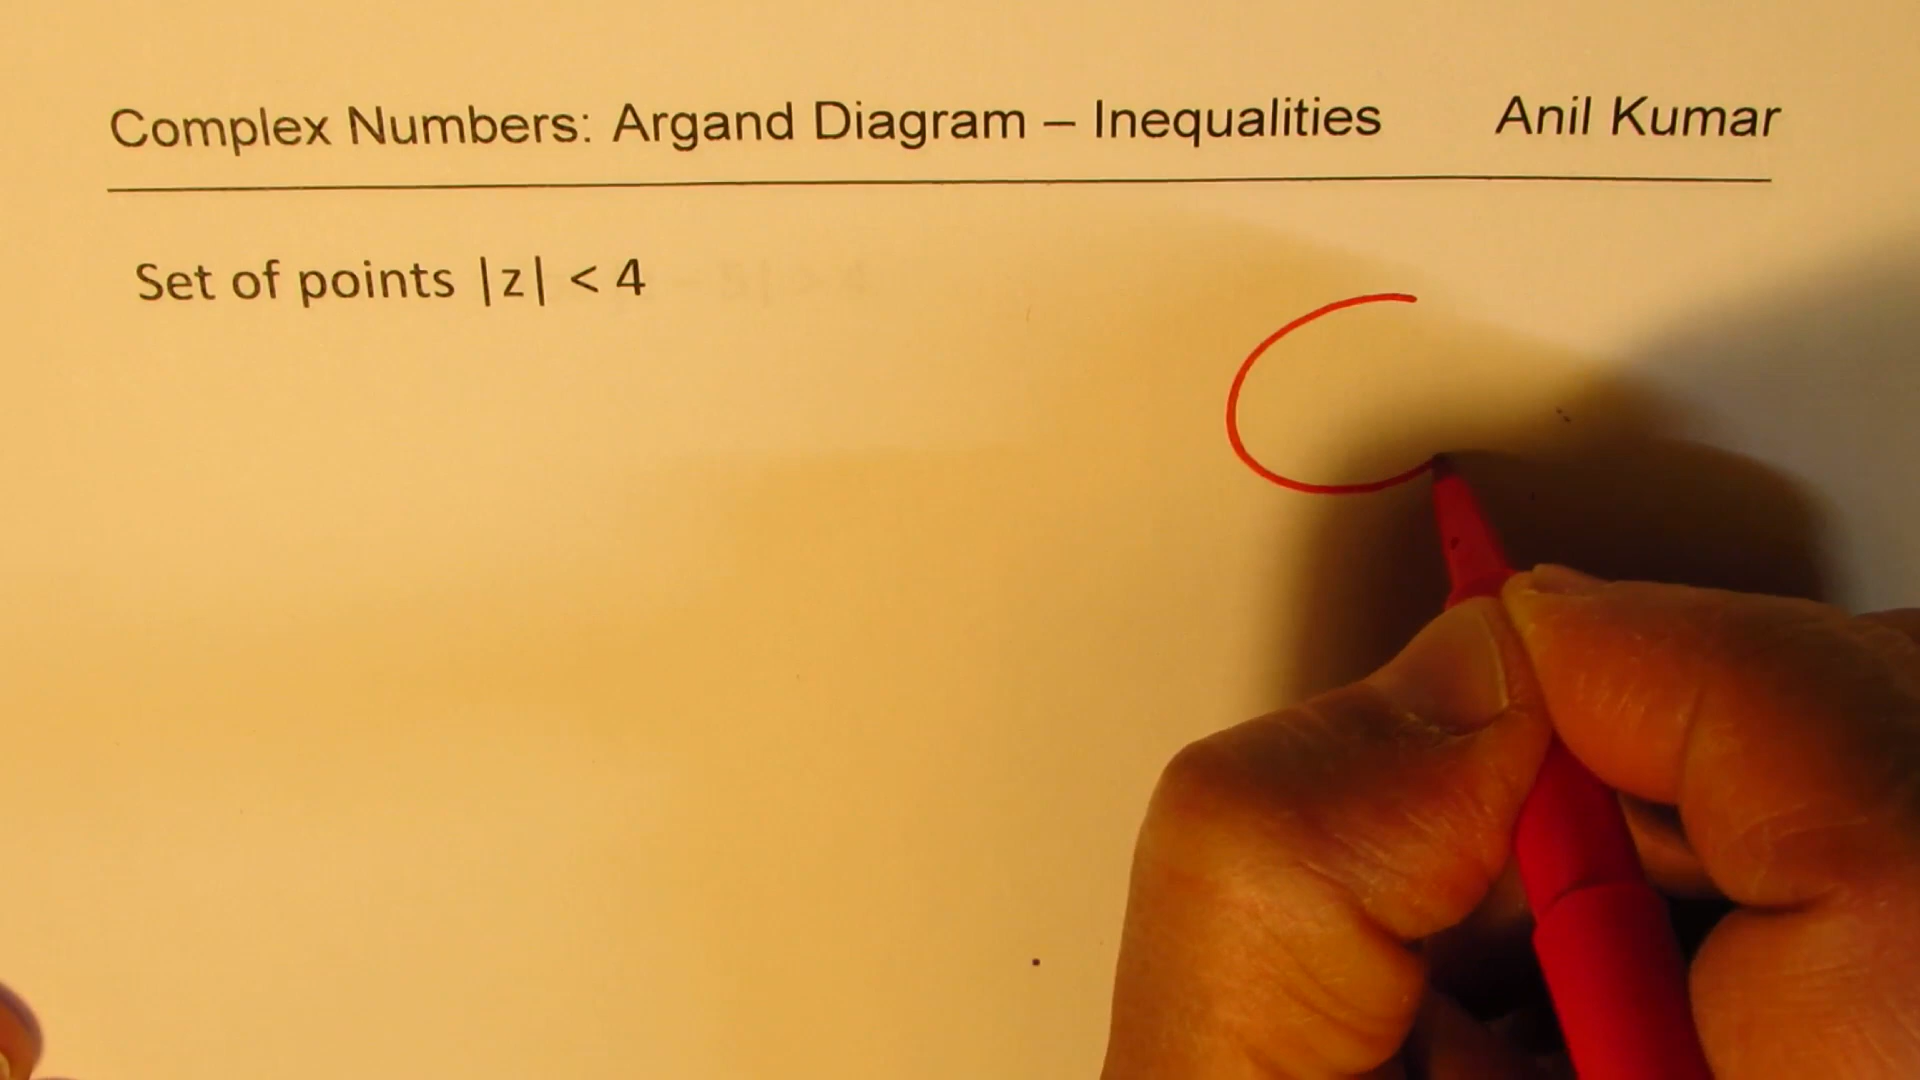 Complex Numbers: Argand Diagram – Inequalities Anil Kumar
Set of points |z| < 4